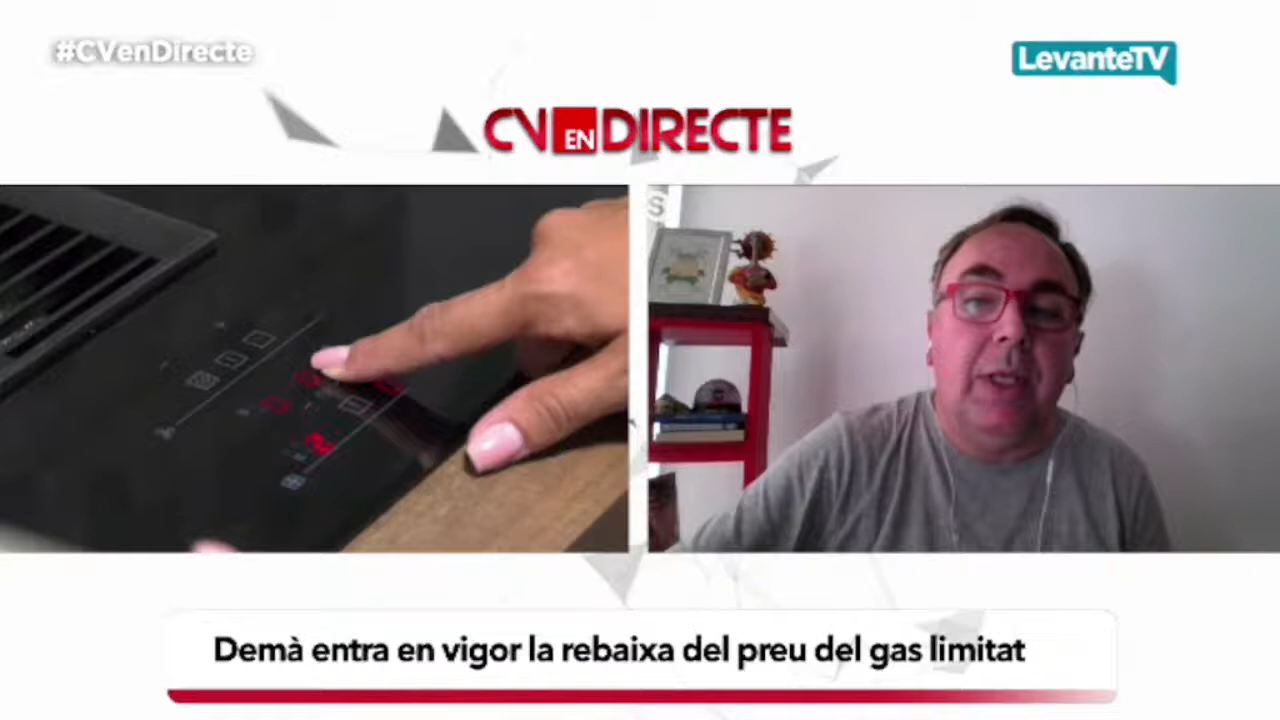 #CVenDirecte
LevanteTV
CV EN DIRECTE
S
Demà entra en vigor la rebaixa del preu del gas limitat